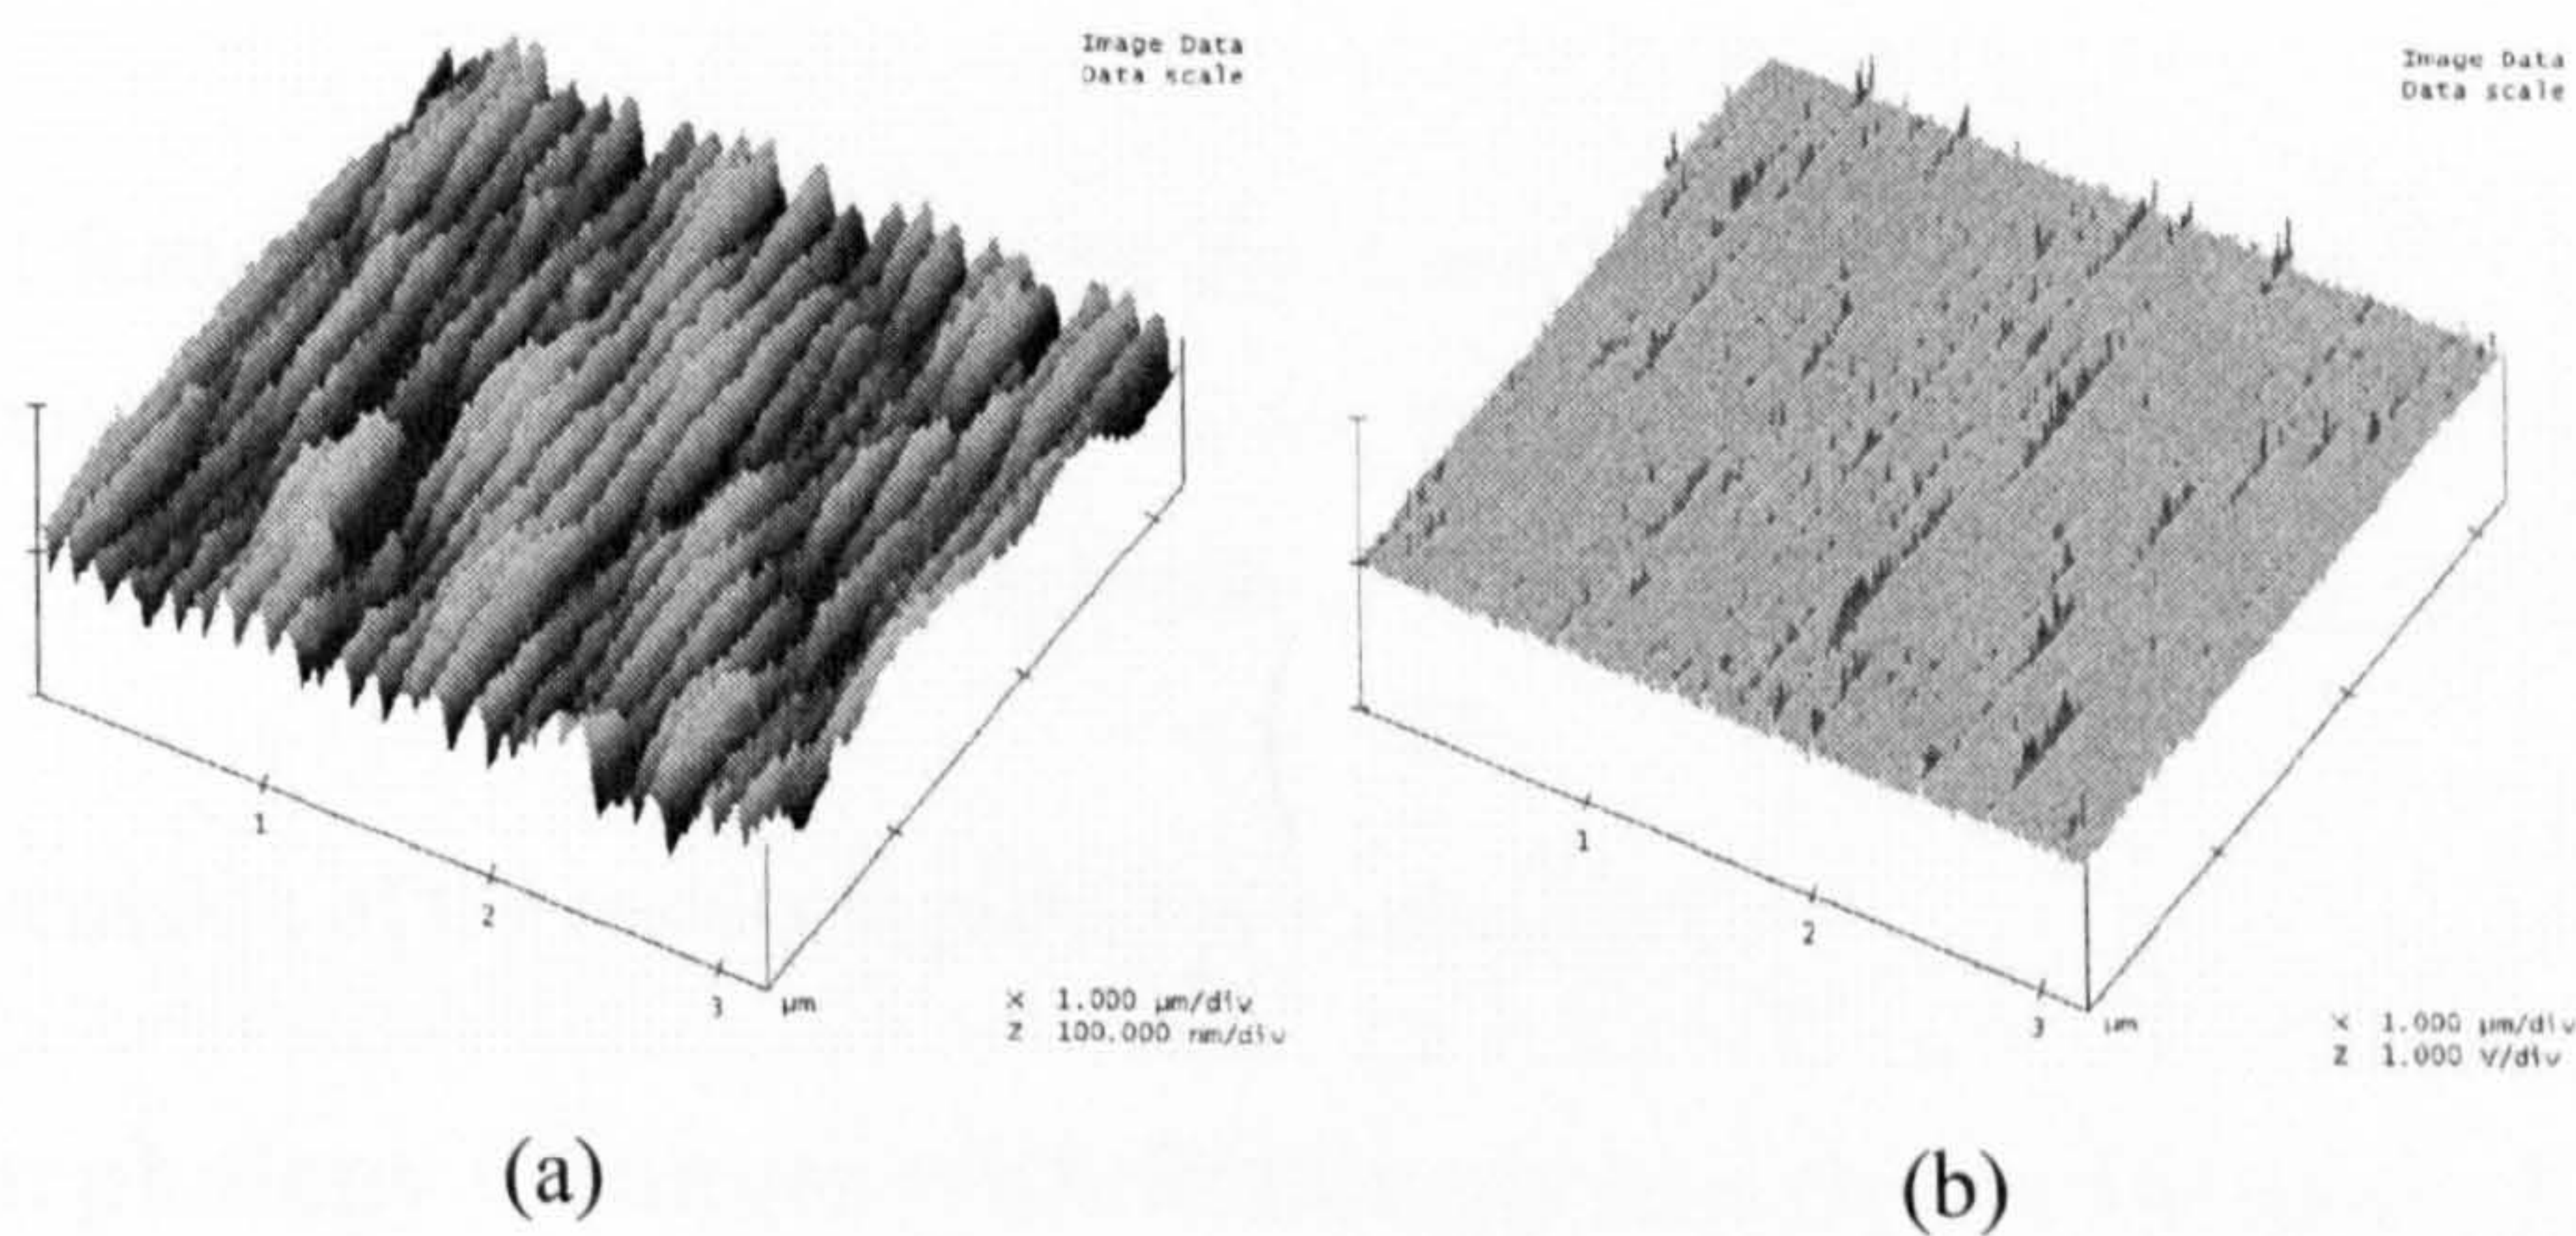 Image Data
Data scale
1
2
3
µm
X 1.000 µm/div
Z 100.000 nm/div
(a)
Image Data
Data scale
1
2
3
µm
X 1.000 µm/div
Z 1.000 V/div
(b)